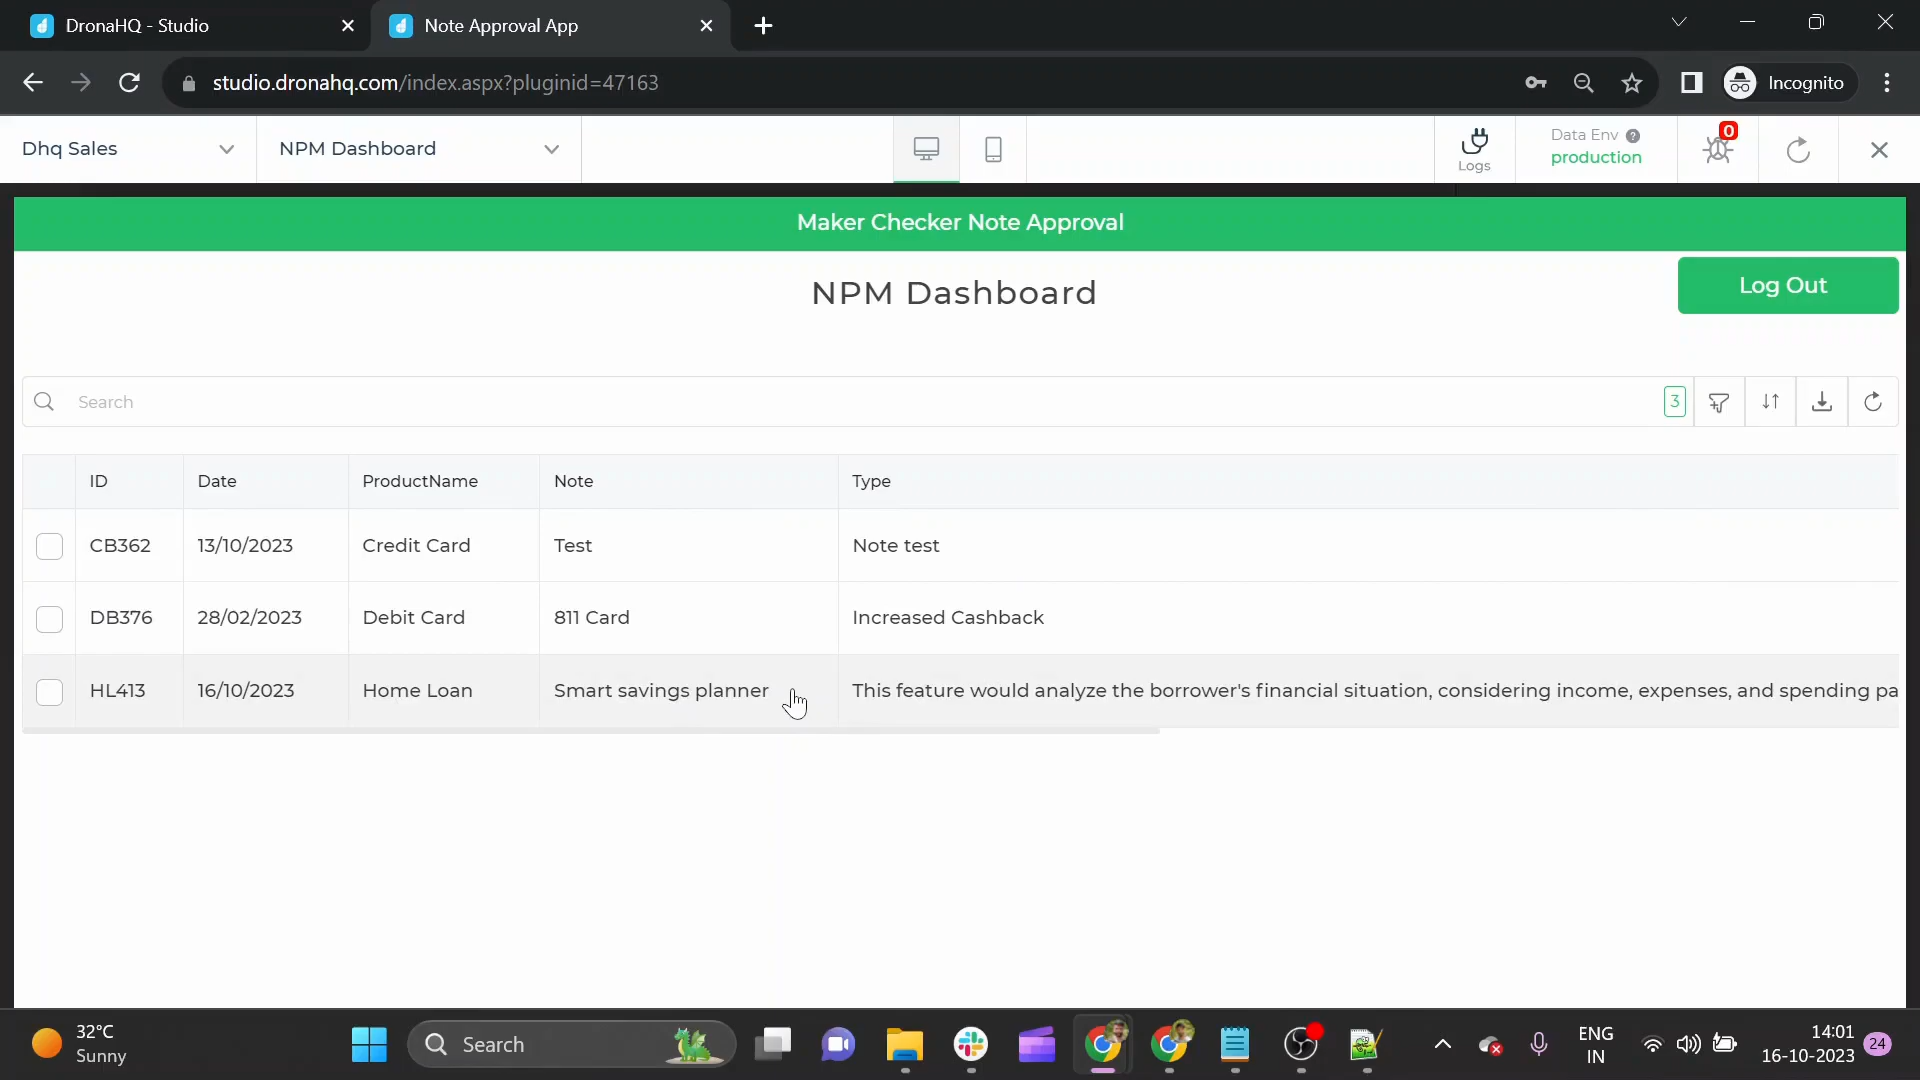 DronaHQ - Studio
Note Approval App
studio.dronahq.com/index.aspx?pluginid=47163
Incognito
Dhq Sales
NPM Dashboard
Logs
Data Env ?
production
0
Maker Checker Note Approval
NPM Dashboard
Log Out
Search
3
ID Date ProductName Note Type
CB362 13/10/2023 Credit Card Test Note test
DB376 28/02/2023 Debit Card 811 Card Increased Cashback
HL413 16/10/2023 Home Loan Smart savings planner This feature would analyze the borrower's financial situation, considering income, expenses, and spending pa
32°C
Sunny
Search
ENG
IN
14:01
16-10-2023
24